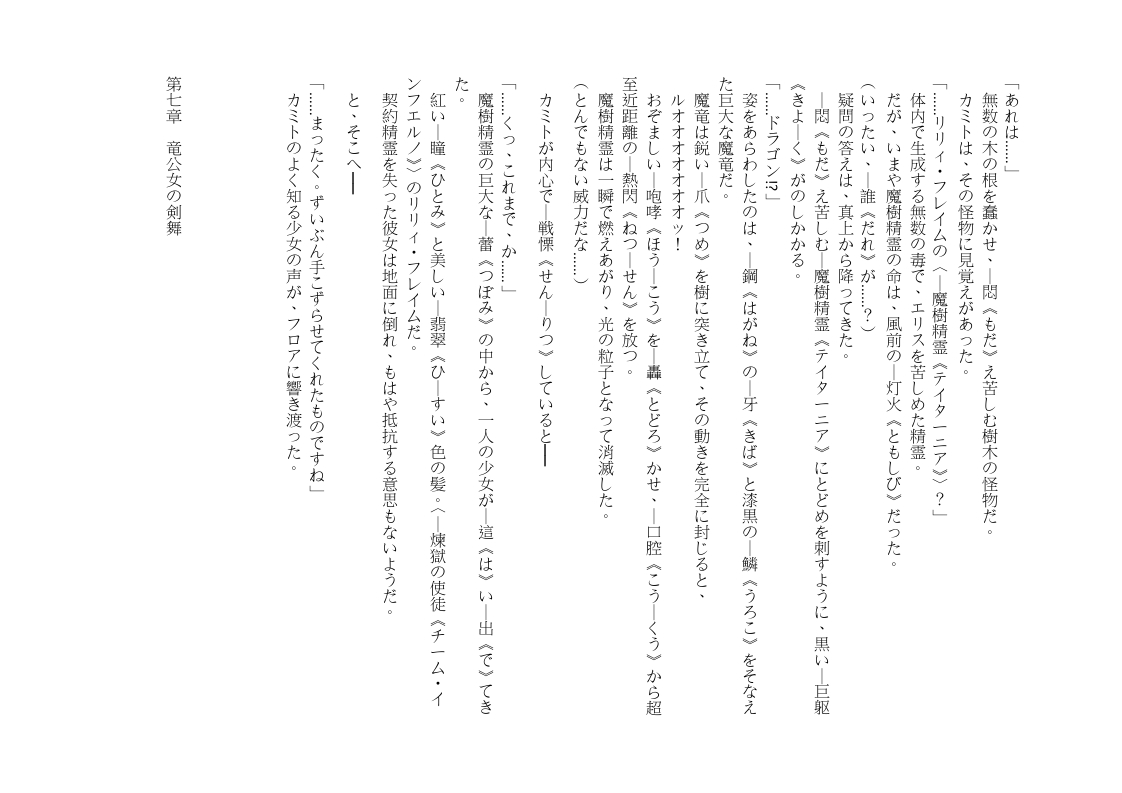 「あれは……」
無数の木の根を蠢かせ、―悶《もだ》え苦しむ樹木の怪物だ。
カミトは、その怪物に見覚えがあった。
「……リリィ・フレイムの〈―魔樹精霊《テイターニア》〉？」
体内で生成する無数の毒で、エリスを苦しめた精霊。
だが、いまや魔樹精霊の命は、風前の―灯火《ともしび》だった。
（いったい、―誰《だれ》が……？）
疑問の答えは、真上から降ってきた。
―悶《もだ》え苦しむ―魔樹精霊《テイターニア》にとどめを刺すように、黒い―巨躯
《きよ―く》がのしかかる。
「……ドラゴン!?」
姿をあらわしたのは、―鋼《はがね》の―牙《きば》と漆黒の―鱗《うろこ》をそなえ
た巨大な魔竜だ。
魔竜は鋭い―爪《つめ》を樹に突き立て、その動きを完全に封じると、
ルオオオオオオオッ！
おぞましい―咆哮《ほう―こう》を―轟《とどろ》かせ、―口腔《こう―くう》から超
至近距離の―熱閃《ねつ―せん》を放つ。
魔樹精霊は一瞬で燃えあがり、光の粒子となって消滅した。
（とんでもない威力だな……）
カミトが内心で―戦慄《せん―りつ》していると――
「……くっ、これまで、か……」
魔樹精霊の巨大な―蕾《つぼみ》の中から、一人の少女が―這《は》い―出《で》てき
た。
紅い―瞳《ひとみ》と美しい―翡翠《ひ―すい》色の髪。〈―煉獄の使徒《チーム・イ
ンフェルノ》〉のリリィ・フレイムだ。
契約精霊を失った彼女は地面に倒れ、もはや抵抗する意思もないようだ。
と、そこへ――
「……まったく。ずいぶん手こずらせてくれたものですね」
カミトのよく知る少女の声が、フロアに響き渡った。
第七章　竜公女の剣舞